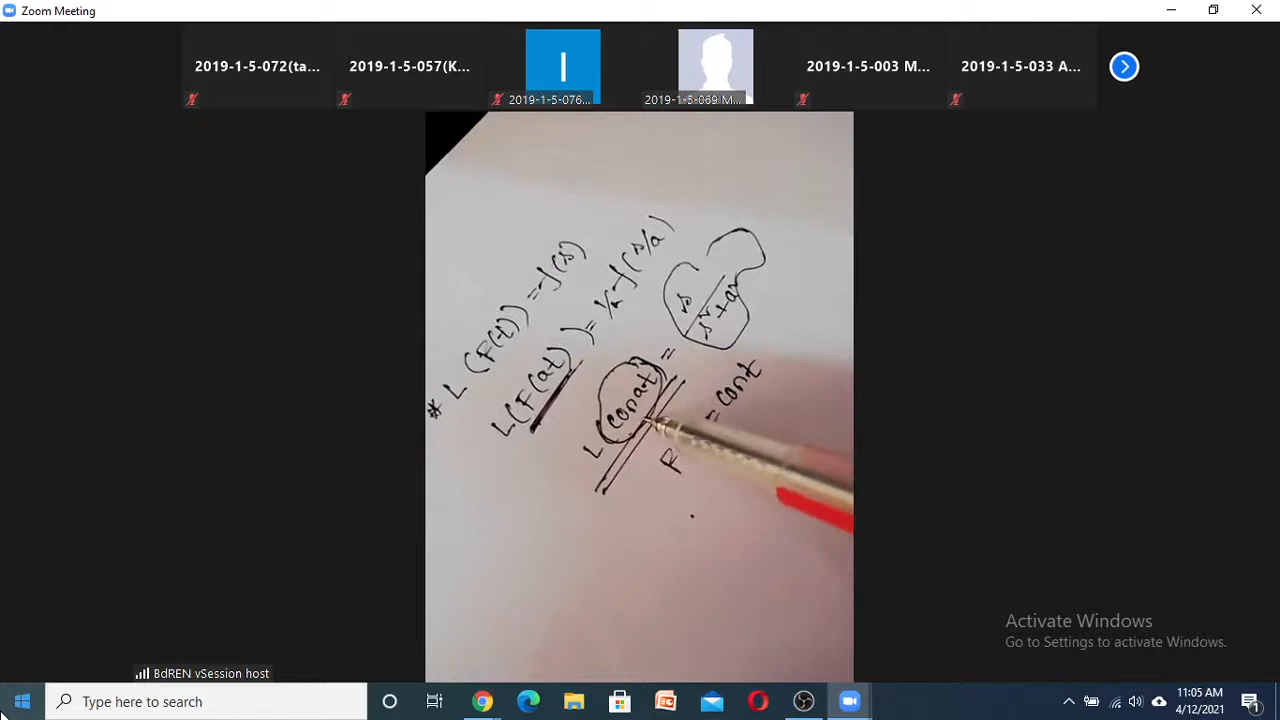 Zoom Meeting
2019-1-5-072(ta...
2019-1-5-057(K...
I
2019-1-5-076...
2019-1-5-069 M...
2019-1-5-003 M...
2019-1-5-033 A...
* L (F(t)) = f(s)
L (F(at)) = 1/a f(s/a)
L (cosat) = s / s²+a²
F = cost
Activate Windows
Go to Settings to activate Windows.
BdREN vSession host
Type here to search
11:05 AM
4/12/2021
1